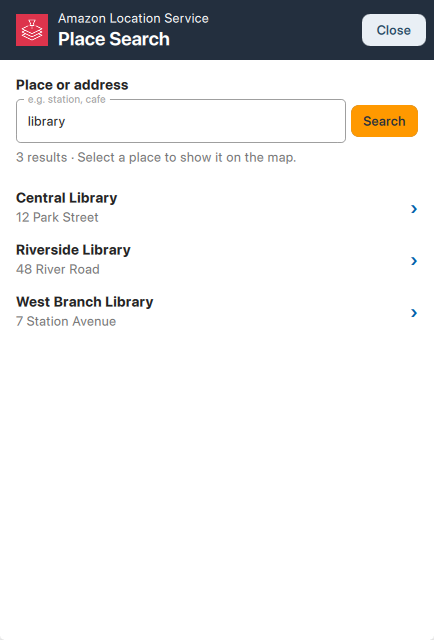 Amazon Location Service
Place Search
Close
Place or address
e.g. station, cafe
library
Search
3 results · Select a place to show it on the map.
Central Library
12 Park Street
Riverside Library
48 River Road
West Branch Library
7 Station Avenue